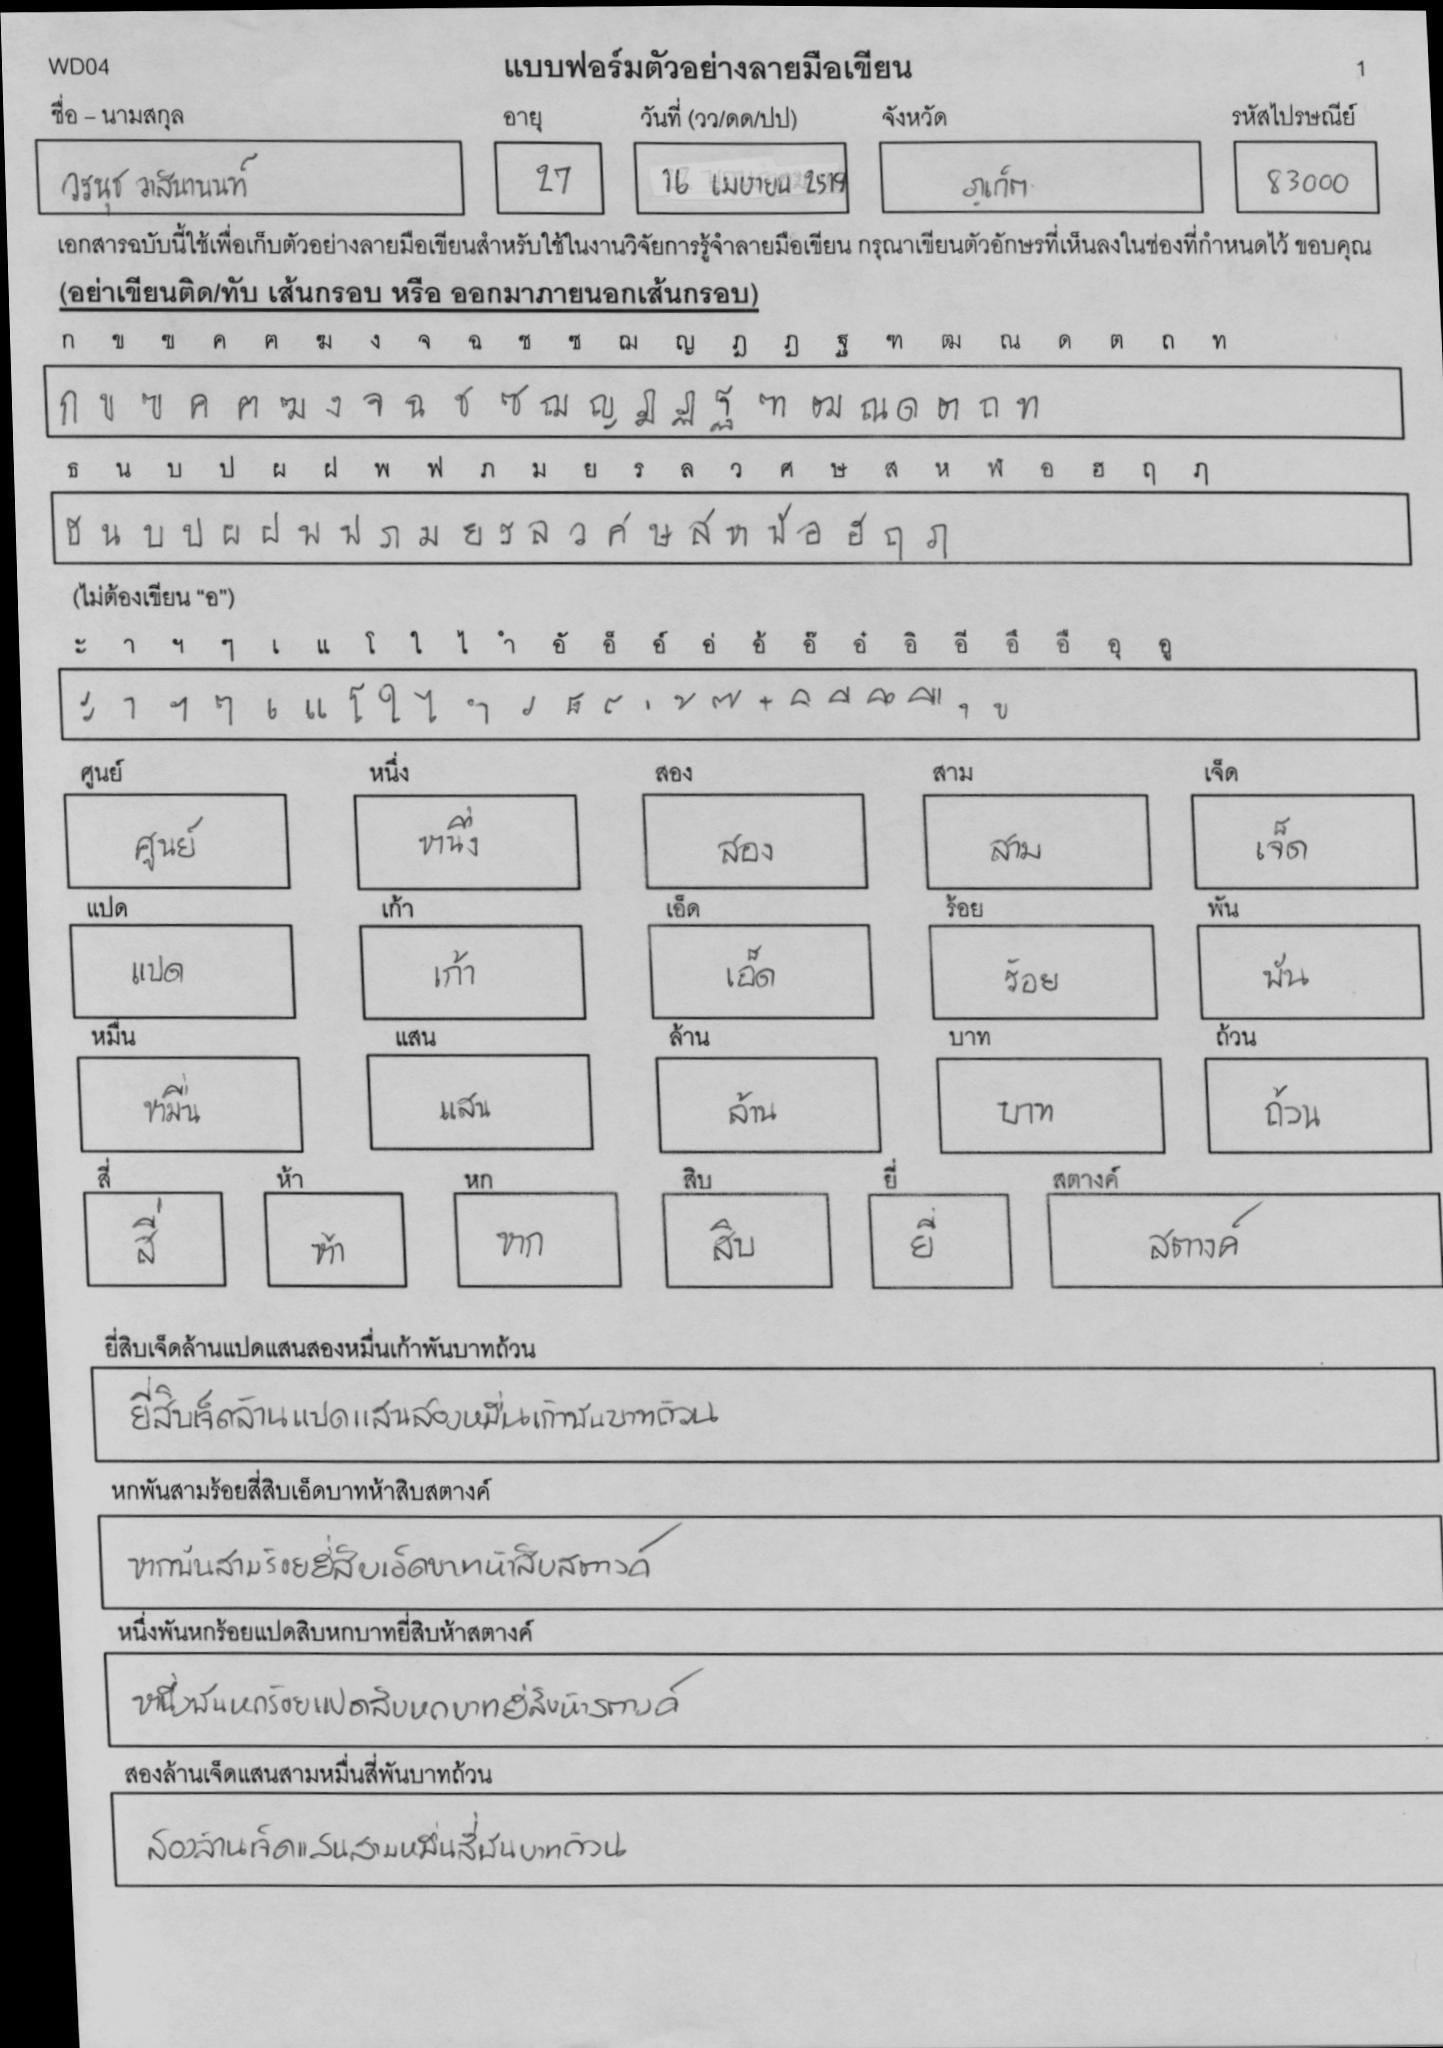 WD04 แบบฟอร์มตัวอย่างลายมือเขียน 1
ชื่อ – นามสกุล อายุ วันที่ (วว/ดด/ปป) จังหวัด รหัสไปรษณีย์
วรนุช วาสินานนท์ 27 16 เมษายน 2519 ภูเก็ต 83000
เอกสารฉบับนี้ใช้เพื่อเก็บตัวอย่างลายมือเขียนสำหรับใช้ในงานวิจัยการรู้จำลายมือเขียน กรุณาเขียนตัวอักษรที่เห็นลงในช่องที่กำหนดไว้ ขอบคุณ
(อย่าเขียนติด/ทับ เส้นกรอบ หรือ ออกมาภายนอกเส้นกรอบ)
ก ข ฃ ค ฅ ฆ ง จ ฉ ช ซ ฌ ญ ฎ ฏ ฐ ฑ ฒ ณ ด ต ถ ท
ก ข ฃ ค ฅ ฆ ง จ ฉ ช ซ ฌ ญ ฎ ฏ ฐ ฑ ฒ ณ ด ต ถ ท
ธ น บ ป ผ ฝ พ ฟ ภ ม ย ร ล ว ศ ษ ส ห ฬ อ ฮ ฤ ฦ
ธ น บ ป ผ ฝ พ ฟ ภ ม ย ร ล ว ศ ษ ส ห ฬ อ ฮ ฤ ฦ
(ไม่ต้องเขียน “อ”)
ะ า ฯ ๆ เ แ โ ใ ไ ำ อั อ็ อ์ อ่ อ้ อ๊ อ๋ อิ อี อึ อื อุ อู
ะ า ฯ ๆ เ แ โ ใ ไ ำ ั ็ ์ ่ ้ ๊ ๋ ิ ี ึ ื ุ ู
ศูนย์ หนึ่ง สอง สาม เจ็ด
ศูนย์ หนึ่ง สอง สาม เจ็ด
แปด เก้า เอ็ด ร้อย พัน
แปด เก้า เอ็ด ร้อย พัน
หมื่น แสน ล้าน บาท ถ้วน
หมื่น แสน ล้าน บาท ถ้วน
สี่ ห้า หก สิบ ยี่ สตางค์
สี่ ห้า หก สิบ ยี่ สตางค์
ยี่สิบเจ็ดล้านแปดแสนสองหมื่นเก้าพันบาทถ้วน
ยี่สิบเจ็ดล้านแปดแสนสองหมื่นเก้าพันบาทถ้วน
หกพันสามร้อยสี่สิบเอ็ดบาทห้าสิบสตางค์
หกพันสามร้อยยี่สิบเอ็ดบาทห้าสิบสตางค์
หนึ่งพันหกร้อยแปดสิบหกบาทยี่สิบห้าสตางค์
หนึ่งพันหกร้อยแปดสิบหกบาทยี่สิบห้าสตางค์
สองล้านเจ็ดแสนสามหมื่นสี่พันบาทถ้วน
สองล้านเจ็ดแสนสามหมื่นสี่พันบาทถ้วน